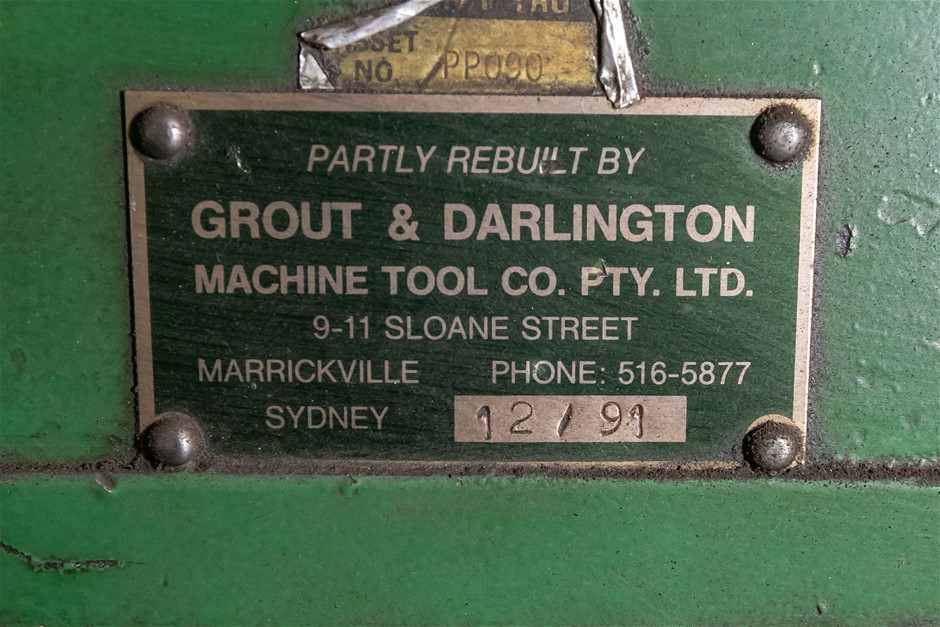 TAG
ASSET
NO. PP090
PARTLY REBUILT BY
GROUT & DARLINGTON
MACHINE TOOL CO. PTY. LTD.
9-11 SLOANE STREET
MARRICKVILLE PHONE: 516-5877
SYDNEY 12/91